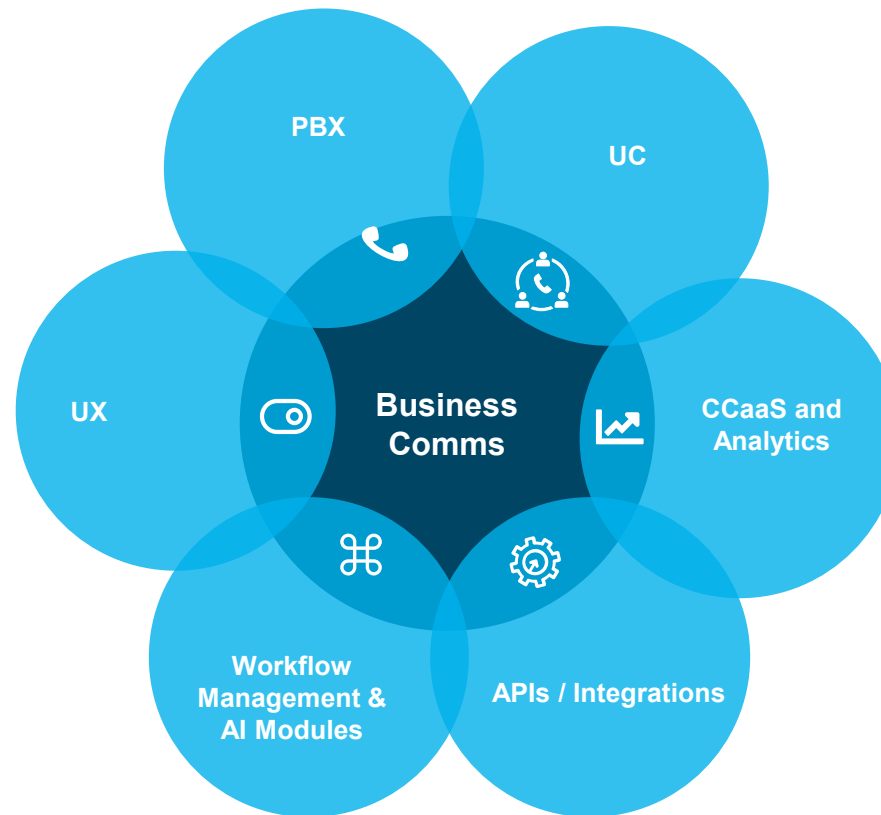 PBX
UC
UX
Business
Comms
CCaaS and
Analytics
Workflow
Management &
AI Modules
APIs / Integrations